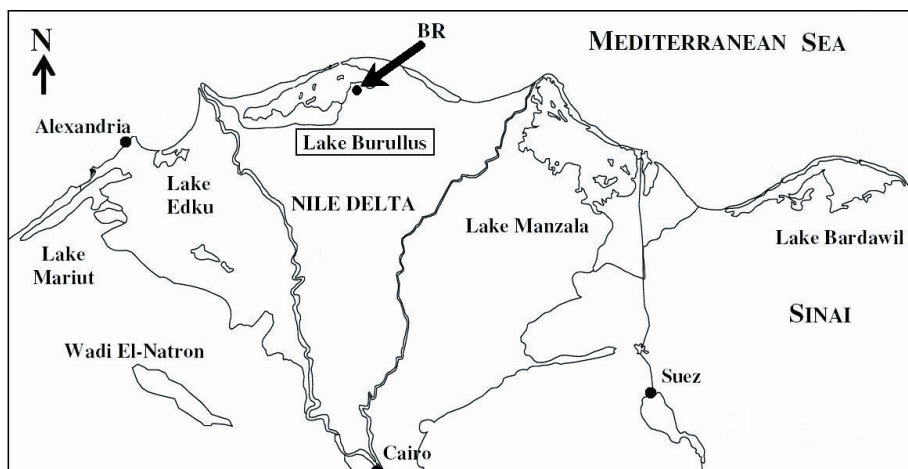 N
BR
MEDITERRANEAN SEA
Alexandria
Lake Burullus
Lake
Edku
NILE DELTA
Lake Manzala
Lake Bardawil
Lake
Mariut
SINAI
Wadi El-Natron
Suez
Cairo